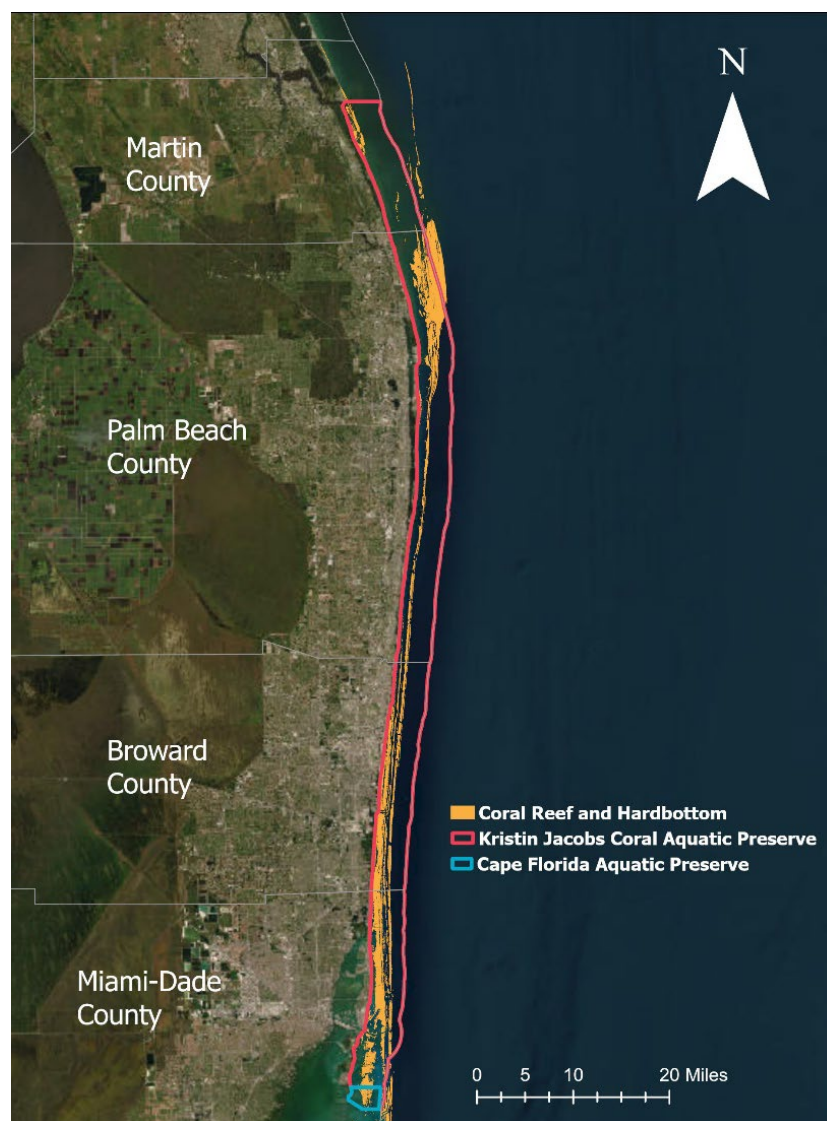 N
Martin
County
Palm Beach
County
Broward
County
Coral Reef and Hardbottom
Kristin Jacobs Coral Aquatic Preserve
Cape Florida Aquatic Preserve
Miami-Dade
County
0 5 10 20 Miles